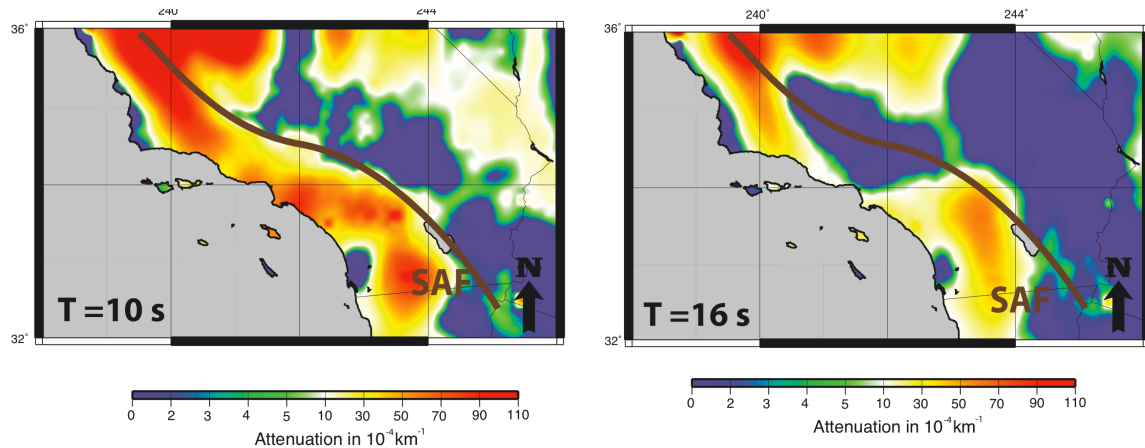 240 244
36°
N
SAF
T =10 s
32°
0 2 3 4 5 10 30 50 70 90 110
Attenuation in 10⁻⁴km⁻¹
240° 244°
36°
N
SAF
T =16 s
32°
0 2 3 4 5 10 30 50 70 90 110
Attenuation in 10⁻⁴km⁻¹